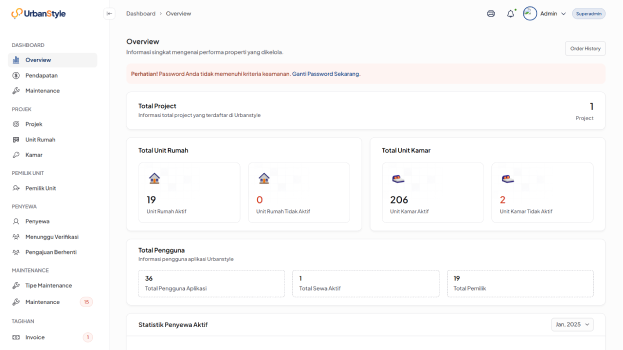 UrbanStyle
Dashboard > Overview
Admin
Superadmin
DASHBOARD
Overview
Pendapatan
Maintenance
PROJEK
Projek
Unit Rumah
Kamar
PEMILIK UNIT
Pemilik Unit
PENYEWA
Penyewa
Menunggu Verifikasi
Pengajuan Berhenti
MAINTENANCE
Tipe Maintenance
Maintenance 15
TAGIHAN
Invoice 1
Overview
Informasi singkat mengenai performa properti yang dikelola.
Order History
Perhatian! Password Anda tidak memenuhi kriteria keamanan. Ganti Password Sekarang.
Total Project
Informasi total project yang terdaftar di Urbanstyle
1
Project
Total Unit Rumah
19
Unit Rumah Aktif
0
Unit Rumah Tidak Aktif
Total Unit Kamar
206
Unit Kamar Aktif
2
Unit Kamar Tidak Aktif
Total Pengguna
Informasi pengguna aplikasi Urbanstyle
36
Total Pengguna Aplikasi
1
Total Sewa Aktif
19
Total Pemilik
Statistik Penyewa Aktif
Jan, 2025